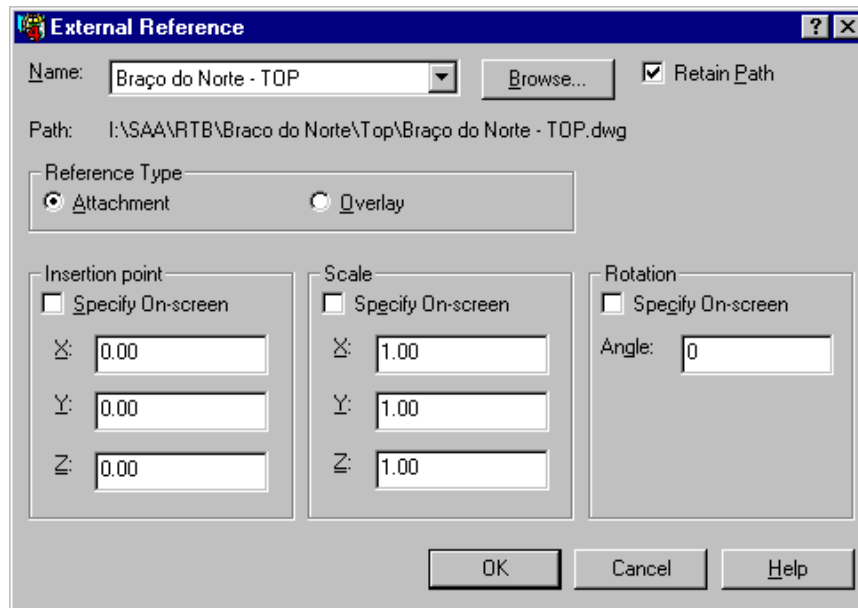 External Reference
Name: Braço do Norte - TOP Browse... Retain Path
Path: I:\SAA\RTB\Braco do Norte\Top\Braço do Norte - TOP.dwg
Reference Type
Attachment Overlay
Insertion point Scale Rotation
Specify On-screen Specify On-screen Specify On-screen
X: 0.00 X: 1.00 Angle: 0
Y: 0.00 Y: 1.00
Z: 0.00 Z: 1.00
OK Cancel Help